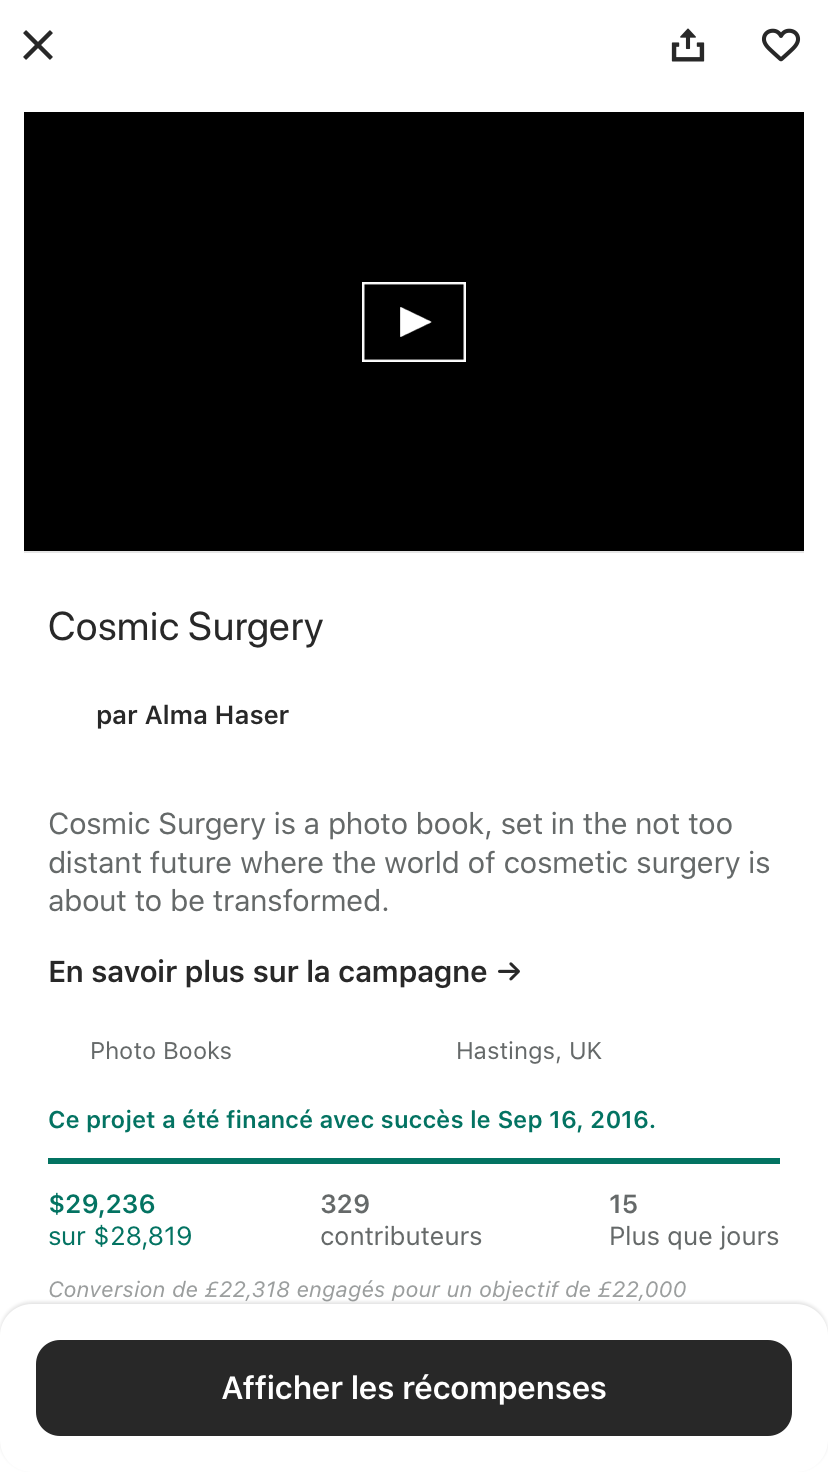 Cosmic Surgery
par Alma Haser
Cosmic Surgery is a photo book, set in the not too
distant future where the world of cosmetic surgery is
about to be transformed.
En savoir plus sur la campagne →
Photo Books
Hastings, UK
Ce projet a été financé avec succès le Sep 16, 2016.
$29,236
sur $28,819
329
contributeurs
15
Plus que jours
Conversion de £22,318 engagés pour un objectif de £22,000
Afficher les récompenses